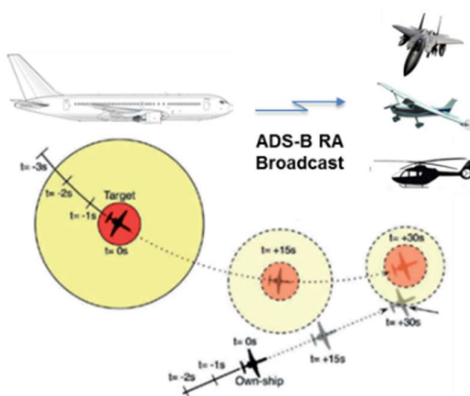 ADS-B RA
Broadcast
t= -3s
t= -2s
t= -1s
Target
t= 0s
t= +15s
t= +30s
t= 0s
t= +15s
t= +30s
t= -1s
t= -2s
Own-ship